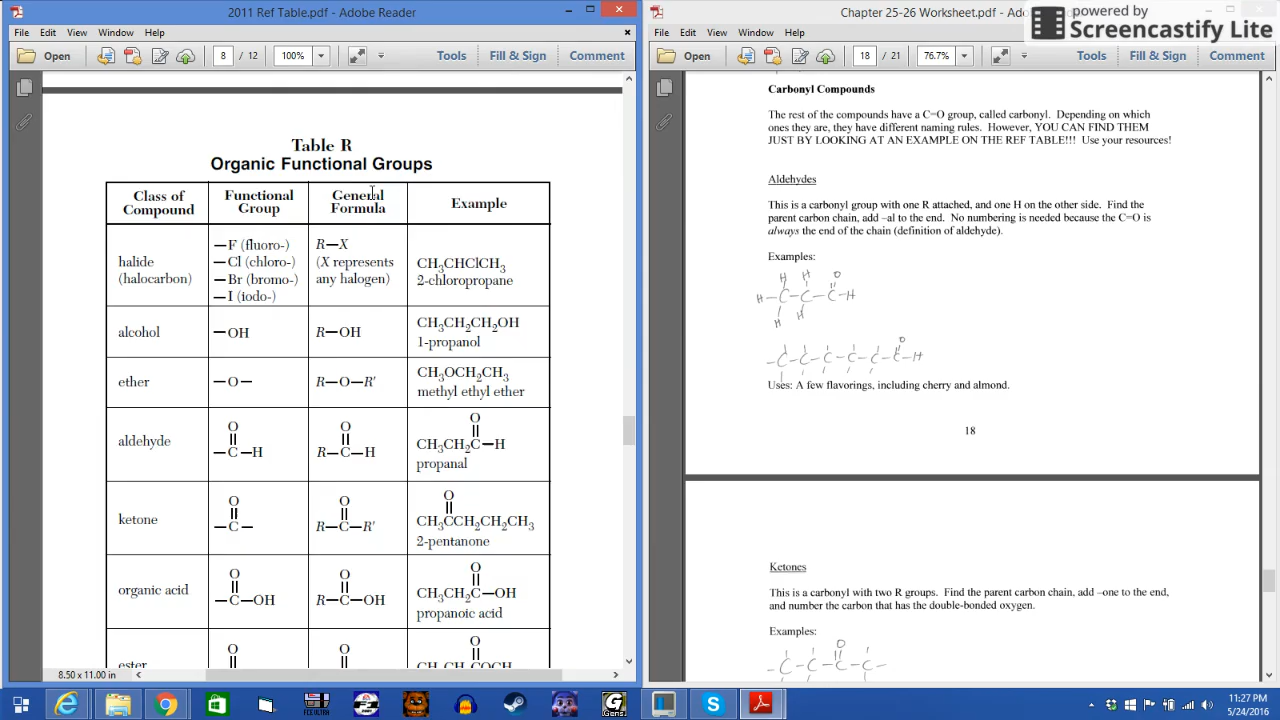 2011 Ref Table.pdf - Adobe Reader
File Edit View Window Help
Open 8 / 12 100% Tools Fill & Sign Comment
Table R
Organic Functional Groups
Class of Compound Functional Group General Formula Example
halide (halocarbon)
—F (fluoro-)
—Cl (chloro-)
—Br (bromo-)
—I (iodo-)
R—X
(X represents
any halogen)
CH3CHClCH3
2-chloropropane
alcohol —OH R—OH CH3CH2CH2OH
1-propanol
ether —O— R—O—R′ CH3OCH2CH3
methyl ethyl ether
O O O
aldehyde —C—H R—C—H CH3CH2C—H
propanal
O O O
ketone —C— R—C—R′ CH3CCH2CH2CH3
2-pentanone
O O O
organic acid —C—OH R—C—OH CH3CH2C—OH
propanoic acid
O O O
ester CH3CH2COCH
8.50 x 11.00 in
Chapter 25-26 Worksheet.pdf - Ad
powered by
Screencastify Lite
File Edit View Window Help
Open 18 / 21 76.7% Tools Fill & Sign Comment
Carbonyl Compounds
The rest of the compounds have a C=O group, called carbonyl. Depending on which
ones they are, they have different naming rules. However, YOU CAN FIND THEM
JUST BY LOOKING AT AN EXAMPLE ON THE REF TABLE!!! Use your resources!
Aldehydes
This is a carbonyl group with one R attached, and one H on the other side. Find the
parent carbon chain, add –al to the end. No numbering is needed because the C=O is
always the end of the chain (definition of aldehyde).
Examples:
H H O
H—C—C—C—H
H H
O
—C—C—C—C—C—C—H
Uses: A few flavorings, including cherry and almond.
18
Ketones
This is a carbonyl with two R groups. Find the parent carbon chain, add –one to the end,
and number the carbon that has the double-bonded oxygen.
Examples:
O
—C—C—C—C—
11:27 PM
5/24/2016